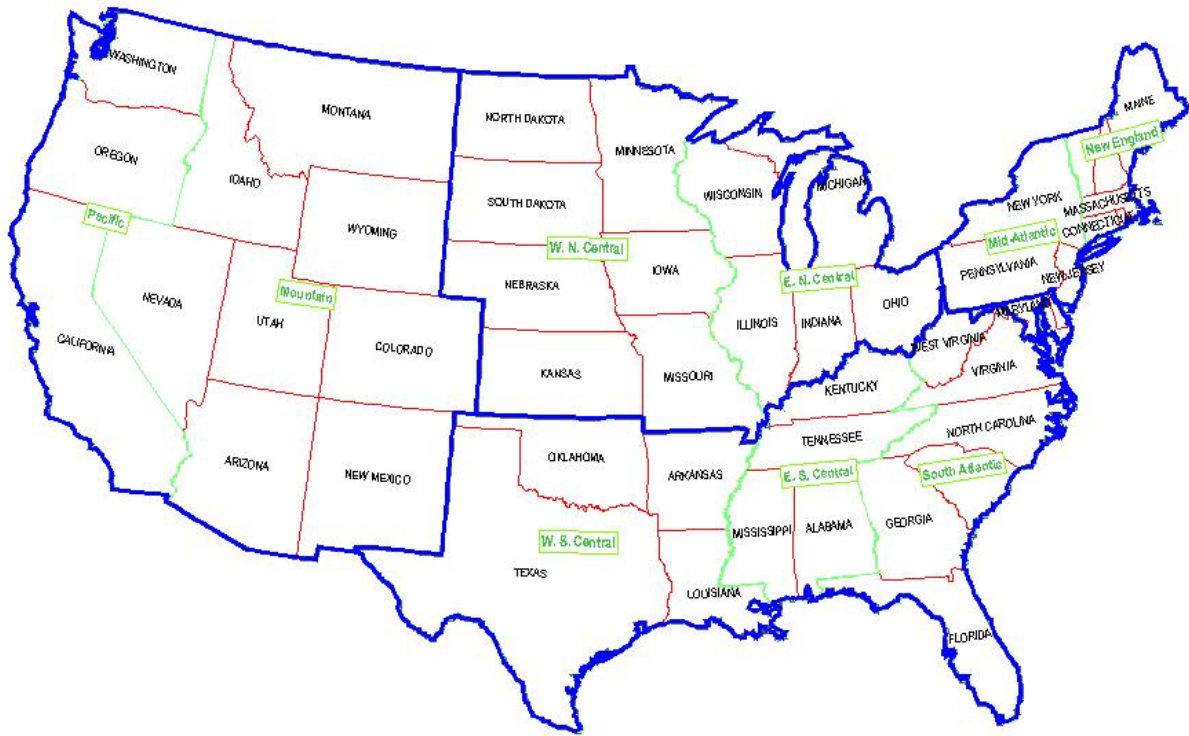 WASHINGTON
MONTANA
MAINE
NORTH DAKOTA
MINNESOTA
New England
OREGON
IDAHO
WISCONSIN
MICHIGAN
NEW YORK
MASSACHUSETTS
SOUTH DAKOTA
Pacific
WYOMING
CONNECTICUT
Mid-Atlantic
W. N. Central
IOWA
PENNSYLVANIA
NEW JERSEY
NEBRASKA
E. N. Central
NEVADA
Mountain
OHIO
MARYLAND
UTAH
ILLINOIS
INDIANA
CALIFORNIA
COLORADO
WEST VIRGINIA
KANSAS
MISSOURI
KENTUCKY
VIRGINIA
NORTH CAROLINA
TENNESSEE
ARIZONA
NEW MEXICO
OKLAHOMA
ARKANSAS
E. S. Central
South Atlantic
MISSISSIPPI
ALABAMA
GEORGIA
W. S. Central
TEXAS
LOUISIANA
FLORIDA